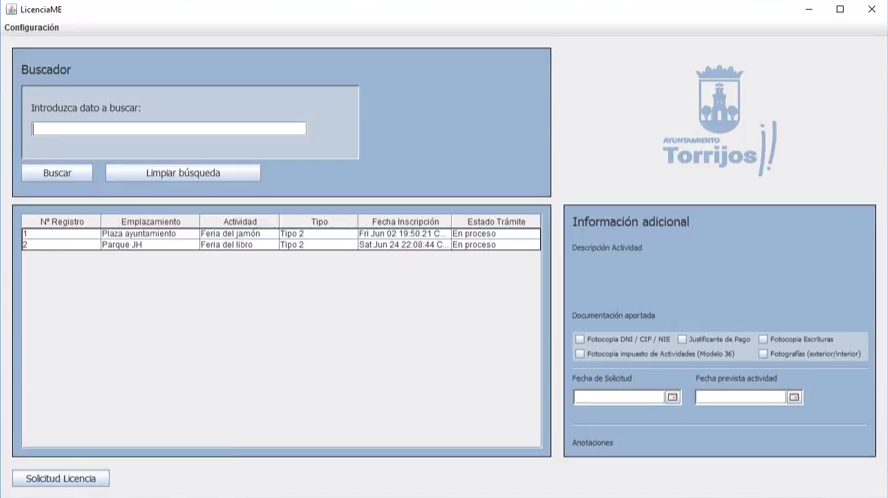 LicenciaME
Configuración
Buscador
Introduzca dato a buscar:
Buscar
Limpiar búsqueda
AYUNTAMIENTO
Torrijos
Nº Registro Emplazamiento Actividad Tipo Fecha Inscripción Estado Trámite
1 Plaza ayuntamiento Feria del jamón Tipo 2 Fri Jun 02 19:50:21 C... En proceso
2 Parque JH Feria del libro Tipo 2 Sat Jun 24 22:08:44 C... En proceso
Información adicional
Descripción Actividad
Documentación aportada
Fotocopia DNI / CIF / NIE Justificante de Pago Fotocopia Escrituras
Fotocopia impuesto de Actividades (Modelo 36) Fotografías (exterior/interior)
Fecha de Solicitud Fecha prevista actividad
Anotaciones
Solicitud Licencia